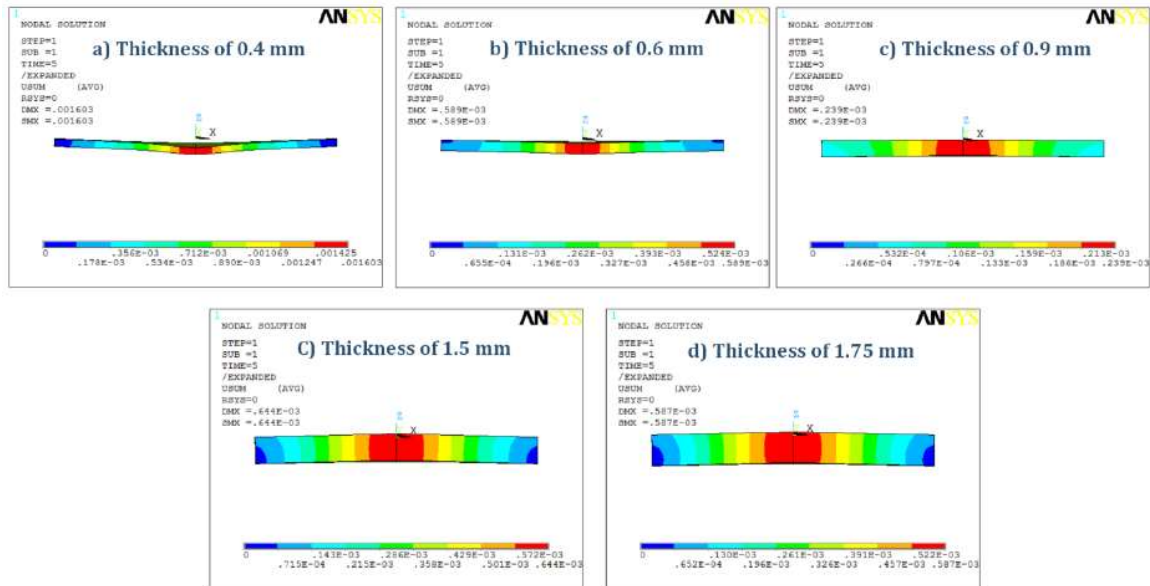 1
ANSYS
NODAL SOLUTION
STEP=1
SUB =1
TIME=5
/EXPANDED
USUM (AVG)
RSYS=0
DMX =.001603
SMX =.001603
a) Thickness of 0.4 mm
Z
X
0 .356E-03 .712E-03 .001069 .001425
.178E-03 .534E-03 .890E-03 .001247 .001603
1
ANSYS
NODAL SOLUTION
STEP=1
SUB =1
TIME=5
/EXPANDED
USUM (AVG)
RSYS=0
DMX =.589E-03
SMX =.589E-03
b) Thickness of 0.6 mm
Z
X
0 .131E-03 .262E-03 .393E-03 .524E-03
.655E-04 .196E-03 .327E-03 .458E-03 .589E-03
1
ANSYS
NODAL SOLUTION
STEP=1
SUB =1
TIME=5
/EXPANDED
USUM (AVG)
RSYS=0
DMX =.239E-03
SMX =.239E-03
c) Thickness of 0.9 mm
Z
X
0 .532E-04 .106E-03 .159E-03 .213E-03
.266E-04 .797E-04 .133E-03 .186E-03 .239E-03
1
ANSYS
NODAL SOLUTION
STEP=1
SUB =1
TIME=5
/EXPANDED
USUM (AVG)
RSYS=0
DMX =.644E-03
SMX =.644E-03
C) Thickness of 1.5 mm
Z
X
0 .143E-03 .286E-03 .429E-03 .572E-03
.715E-04 .215E-03 .358E-03 .501E-03 .644E-03
1
ANSYS
NODAL SOLUTION
STEP=1
SUB =1
TIME=5
/EXPANDED
USUM (AVG)
RSYS=0
DMX =.587E-03
SMX =.587E-03
d) Thickness of 1.75 mm
Z
X
0 .130E-03 .261E-03 .391E-03 .522E-03
.652E-04 .196E-03 .326E-03 .457E-03 .587E-03